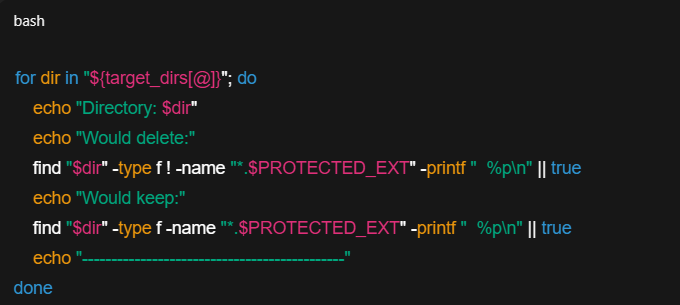 bash
for dir in "${target_dirs[@]}"; do
echo "Directory: $dir"
echo "Would delete:"
find "$dir" -type f ! -name "*.$PROTECTED_EXT" -printf "  %p\n" || true
echo "Would keep:"
find "$dir" -type f -name "*.$PROTECTED_EXT" -printf "  %p\n" || true
echo "---------------------------------------------"
done